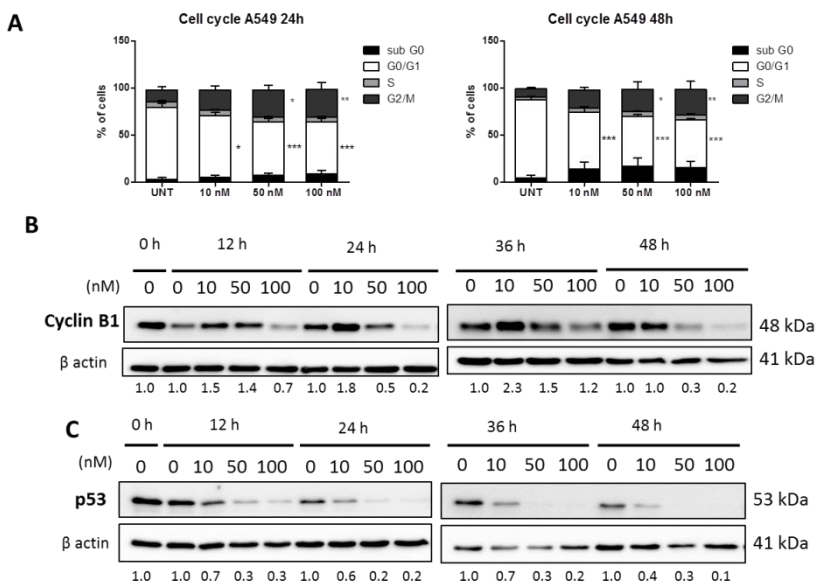 A
Cell cycle A549 24h
150
100
50
0
% of cells
UNT 10 nM 50 nM 100 nM
* ** * *** ***
sub G0
G0/G1
S
G2/M
Cell cycle A549 48h
150
100
50
0
% of cells
UNT 10 nM 50 nM 100 nM
* ** *** *** ***
sub G0
G0/G1
S
G2/M
B
0 h 12 h 24 h 36 h 48 h
(nM) 0 0 10 50 100 0 10 50 100 0 10 50 100 0 10 50 100
Cyclin B1 48 kDa
β actin 41 kDa
1.0 1.0 1.5 1.4 0.7 1.0 1.8 0.5 0.2 1.0 2.3 1.5 1.2 1.0 1.0 0.3 0.2
C
0 h 12 h 24 h 36 h 48 h
(nM) 0 0 10 50 100 0 10 50 100 0 10 50 100 0 10 50 100
p53 53 kDa
β actin 41 kDa
1.0 1.0 0.7 0.3 0.3 1.0 0.6 0.2 0.2 1.0 0.7 0.3 0.2 1.0 0.4 0.3 0.1